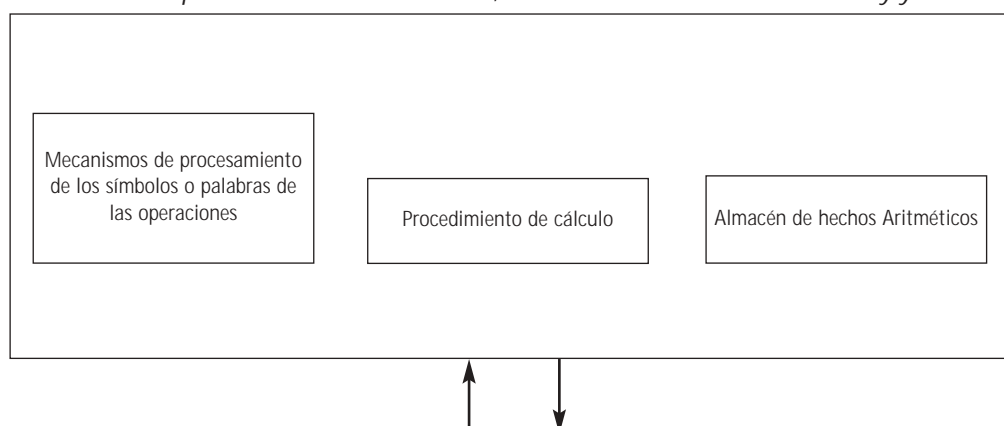 Mecanismos de procesamiento
de los símbolos o palabras de
las operaciones
Procedimiento de cálculo
Almacén de hechos Aritméticos